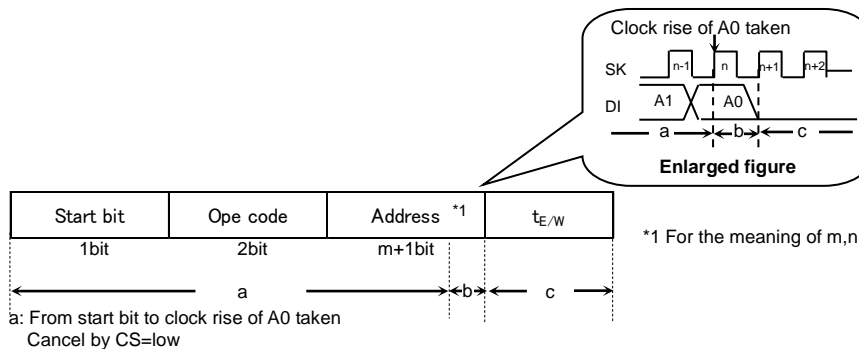 Clock rise of A0 taken
SK n-1 n n+1 n+2
DI A1 A0
a b c
Enlarged figure
Start bit Ope code Address *1 tE/W
1bit 2bit m+1bit
*1 For the meaning of m,n
a b c
a: From start bit to clock rise of A0 taken
Cancel by CS=low